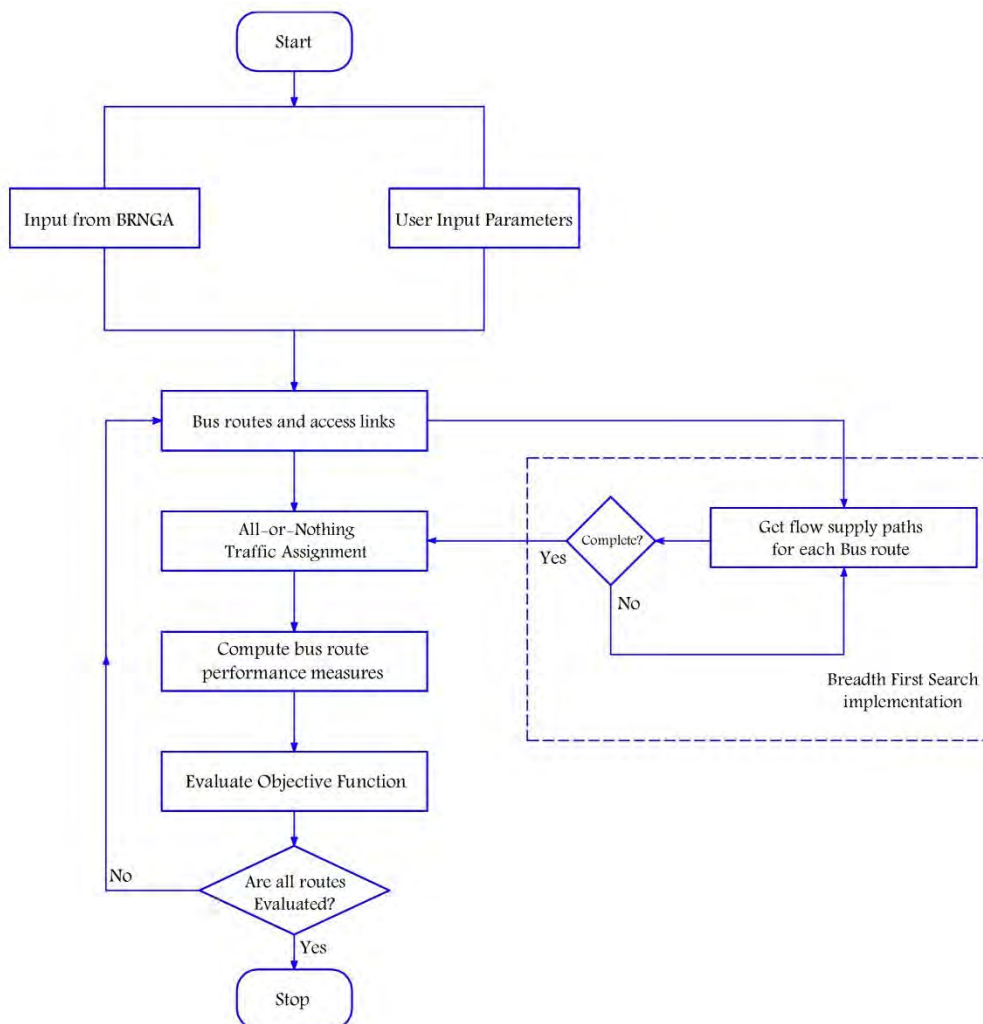 Start
Input from BRNGA
User Input Parameters
Bus routes and access links
All-or-Nothing
Traffic Assignment
Yes
Complete?
Get flow supply paths
for each Bus route
No
Compute bus route
performance measures
Breadth First Search
implementation
Evaluate Objective Function
No
Are all routes
Evaluated?
Yes
Stop